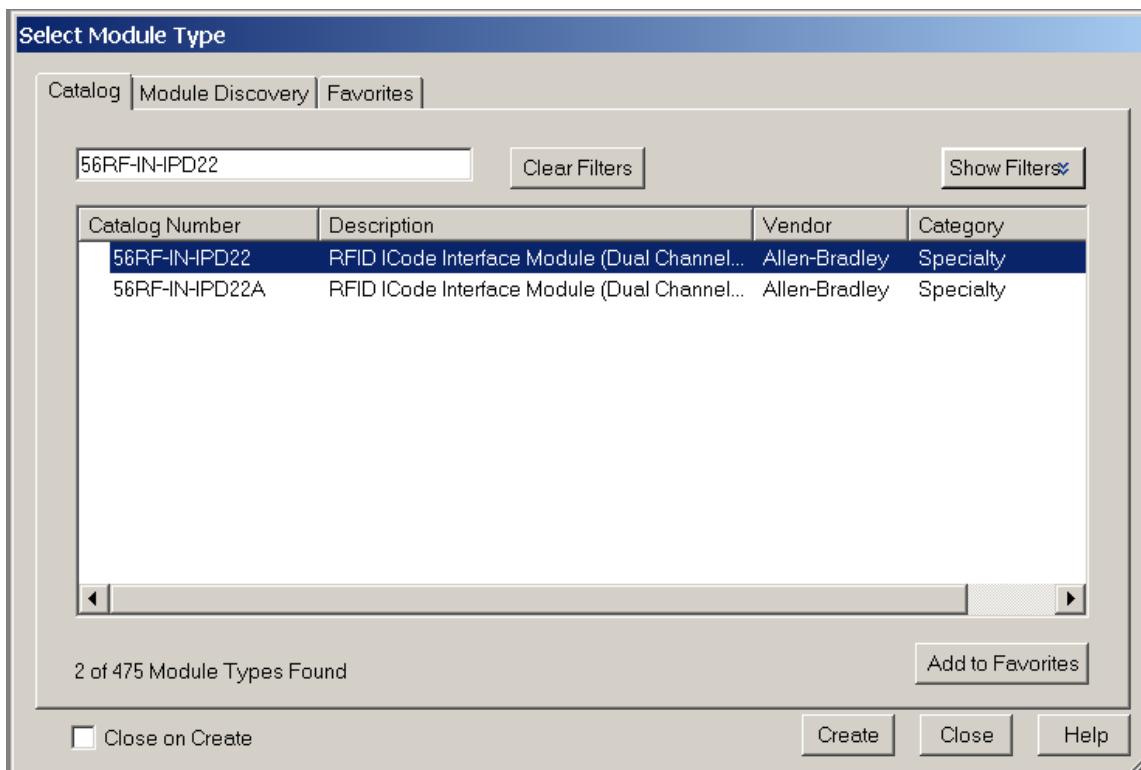 Select Module Type
Catalog Module Discovery Favorites
56RF-IN-IPD22 Clear Filters Show Filters
Catalog Number Description Vendor Category
56RF-IN-IPD22 RFID ICode Interface Module (Dual Channel... Allen-Bradley Specialty
56RF-IN-IPD22A RFID ICode Interface Module (Dual Channel... Allen-Bradley Specialty
2 of 475 Module Types Found Add to Favorites
Close on Create Create Close Help